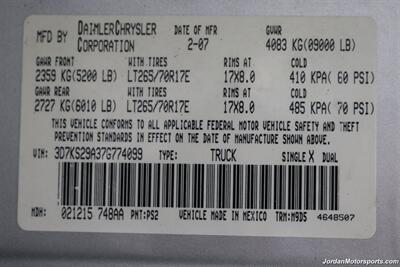 MFD BY DAIMLERCHRYSLER CORPORATION DATE OF MFR 2-07 GVWR 4083 KG(09000 LB)
GAWR FRONT WITH TIRES RIMS AT COLD
2359 KG(5200 LB) LT265/70R17E 17X8.0 410 KPA( 60 PSI)
GAWR REAR WITH TIRES RIMS AT COLD
2727 KG(6010 LB) LT265/70R17E 17X8.0 485 KPA( 70 PSI)
THIS VEHICLE CONFORMS TO ALL APPLICABLE FEDERAL MOTOR VEHICLE SAFETY AND THEFT
PREVENTION STANDARDS IN EFFECT ON THE DATE OF MANUFACTURE SHOWN ABOVE.
VIN: 3D7KS29A37G774099 TYPE: TRUCK SINGLE X DUAL
MDH: 021215 748AA PNT:PS2 VEHICLE MADE IN MEXICO TRM:M9D5 4648507
JordanMotorsports.com